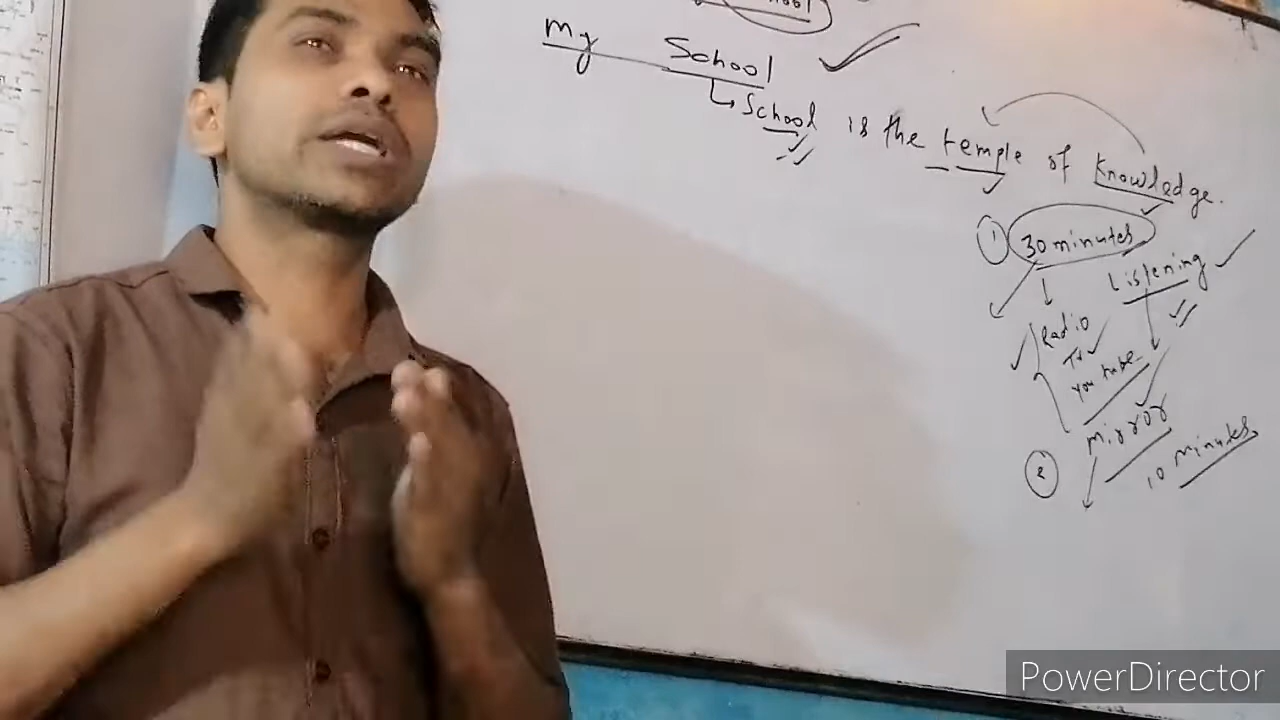 My School
School is the temple of Knowledge.
① 30 minutes
Listening
Radio
TV
You tube
② mirror
10 minutes
PowerDirector